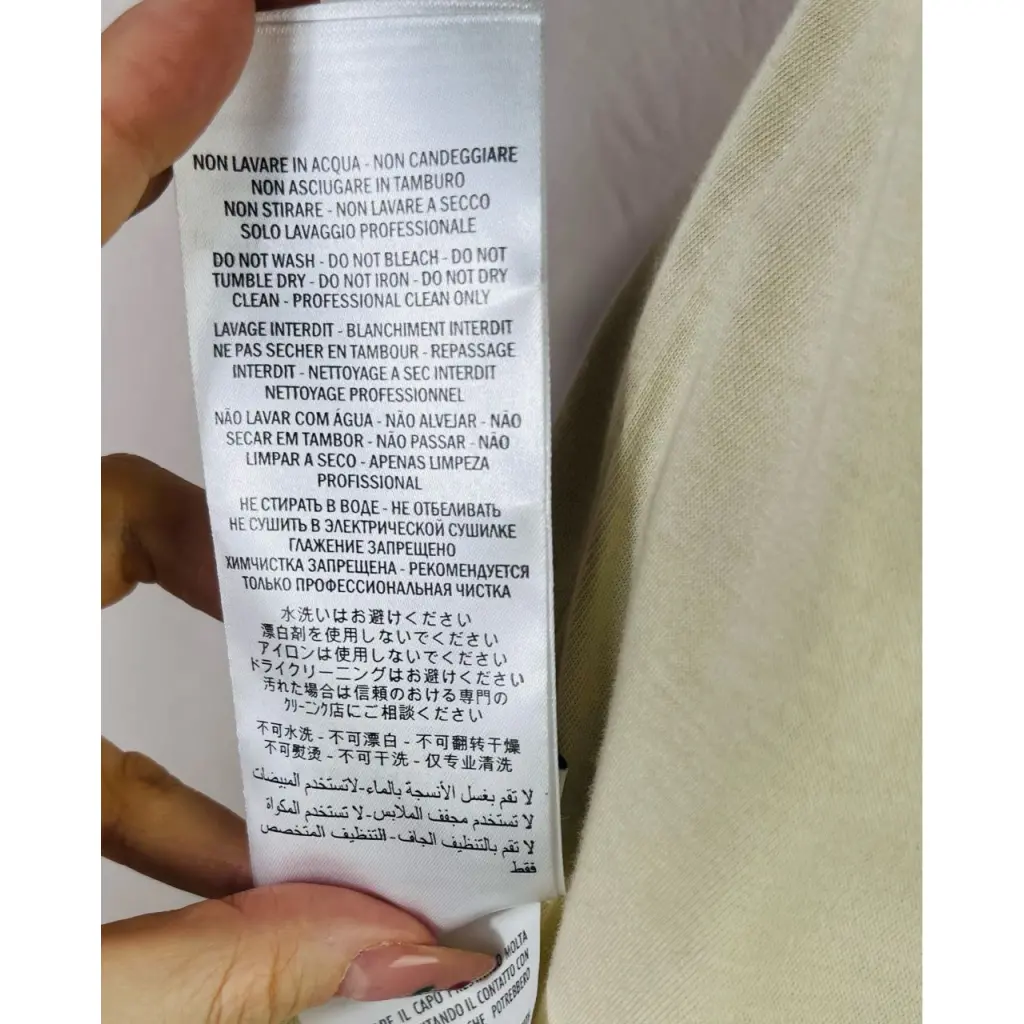 NON LAVARE IN ACQUA - NON CANDEGGIARE
NON ASCIUGARE IN TAMBURO
NON STIRARE - NON LAVARE A SECCO
SOLO LAVAGGIO PROFESSIONALE
DO NOT WASH - DO NOT BLEACH - DO NOT
TUMBLE DRY - DO NOT IRON - DO NOT DRY
CLEAN - PROFESSIONAL CLEAN ONLY
LAVAGE INTERDIT - BLANCHIMENT INTERDIT
NE PAS SECHER EN TAMBOUR - REPASSAGE
INTERDIT - NETTOYAGE A SEC INTERDIT
NETTOYAGE PROFESSIONNEL
NÃO LAVAR COM ÁGUA - NÃO ALVEJAR - NÃO
SECAR EM TAMBOR - NÃO PASSAR - NÃO
LIMPAR A SECO - APENAS LIMPEZA
PROFISSIONAL
НЕ СТИРАТЬ В ВОДЕ - НЕ ОТБЕЛИВАТЬ
НЕ СУШИТЬ В ЭЛЕКТРИЧЕСКОЙ СУШИЛКЕ
ГЛАЖЕНИЕ ЗАПРЕЩЕНО
ХИМЧИСТКА ЗАПРЕЩЕНА - РЕКОМЕНДУЕТСЯ
ТОЛЬКО ПРОФЕССИОНАЛЬНАЯ ЧИСТКА
水洗いはお避けください
漂白剤を使用しないでください
アイロンは使用しないでください
ドライクリーニングはお避けください
汚れた場合は信頼のおける専門の
クリーニング店にご相談ください
不可水洗 - 不可漂白 - 不可翻转干燥
不可熨烫 - 不可干洗 - 仅专业清洗
لا تقم بغسل الأنسجة بالماء-لاتستخدم المبيضات
لا تستخدم مجفف الملابس- لا تستخدم المكواة
لا تقم بالتنظيف الجاف- التنظيف المتخصص
فقط
MOLTA
IL CAPO
IL CONTATTO CON
CHE POTREBBERO